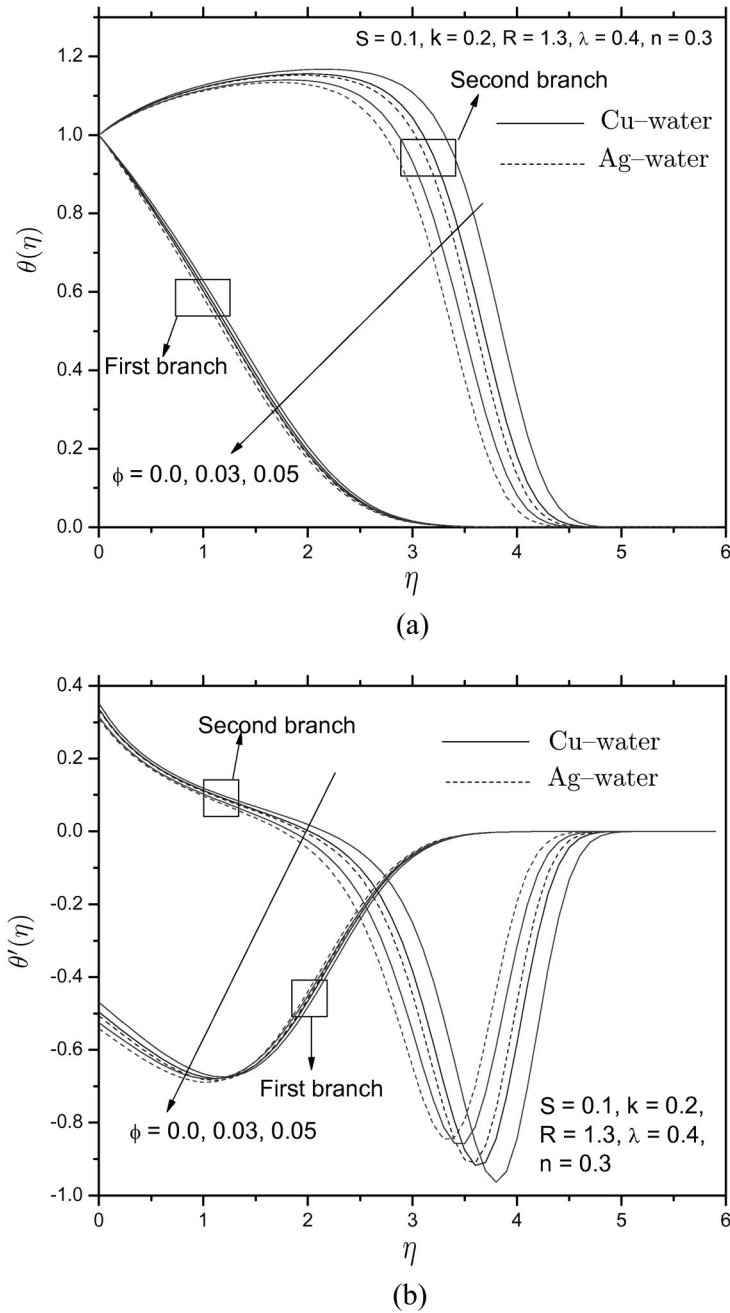 (a)
S = 0.1, k = 0.2, R = 1.3, λ = 0.4, n = 0.3
Second branch
Cu–water
Ag–water
First branch
ϕ = 0.0, 0.03, 0.05
θ(η)
1.2
1.0
0.8
0.6
0.4
0.2
0.0
0 1 2 3 4 5 6
η
(a)
Second branch
Cu–water
Ag–water
First branch
ϕ = 0.0, 0.03, 0.05
S = 0.1, k = 0.2,
R = 1.3, λ = 0.4,
n = 0.3
θ′(η)
0.4
0.2
0.0
-0.2
-0.4
-0.6
-0.8
-1.0
0 1 2 3 4 5 6
η
(b)